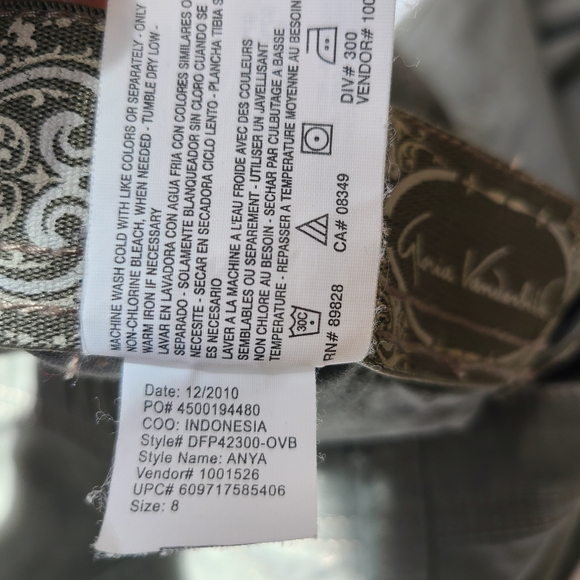 MACHINE WASH COLD WITH LIKE COLORS OR SEPARATELY - ONLY
NON-CHLORINE BLEACH, WHEN NEEDED - TUMBLE DRY LOW -
WARM IRON IF NECESSARY
LAVAR EN LAVADORA CON AGUA FRIA CON COLORES SIMILARES O
SEPARADO - SOLAMENTE BLANQUEADOR SIN CLORO CUANDO SE
NECESITE - SECAR EN SECADORA CICLO LENTO - PLANCHA TIBIA S
ES NECESARIO
LAVER A LA MACHINE A L'EAU FROIDE AVEC DES COULEURS
SEMBLABLES OU SEPAREMENT - UTILISER UN JAVELLISANT
NON CHLORE AU BESOIN - SECHAR PAR CULBUTAGE A BASSE
TEMPERATURE - REPASSER A TEMPERATURE MOYENNE AU BESOIN
30C
RN# 89828
CA# 08349
DIV# 300
VENDOR# 100
Gloria Vanderbilt
Date: 12/2010
PO# 4500194480
COO: INDONESIA
Style# DFP42300-OVB
Style Name: ANYA
Vendor# 1001526
UPC# 609717585406
Size: 8